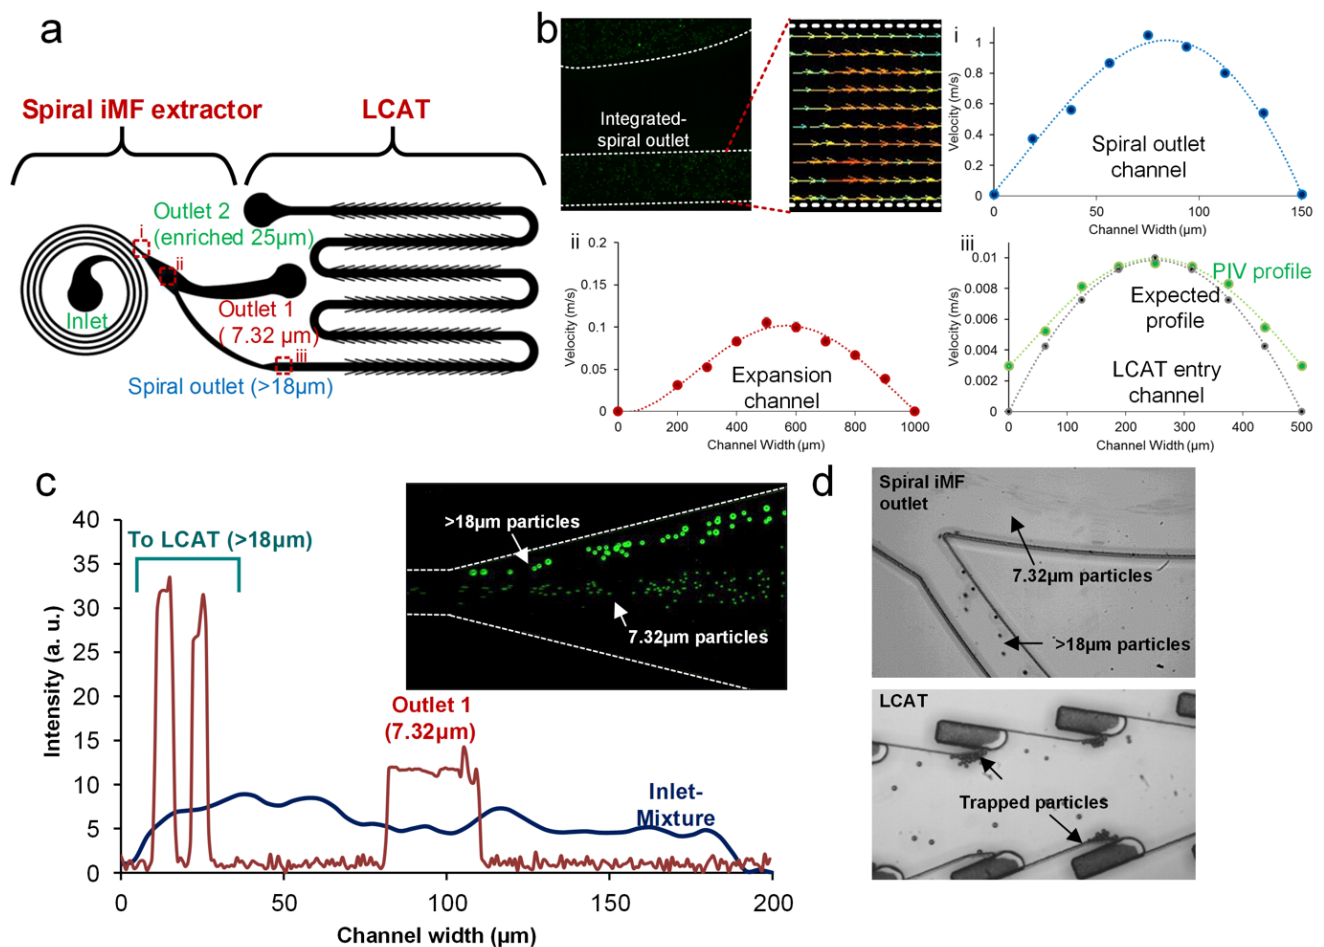 a
Spiral iMF extractor
LCAT
Outlet 2
(enriched 25µm)
i
ii
Inlet
Outlet 1
( 7.32 µm)
iii
Spiral outlet (>18µm)
b
Integrated-
spiral outlet
i
Velocity (m/s)
1
0.8
0.6
0.4
0.2
0
Spiral outlet
channel
0
50
100
150
Channel Width (µm)
ii
Velocity (m/s)
0.2
0.15
0.1
0.05
0
Expansion
channel
0
200
400
600
800
1000
Channel Width (µm)
iii
Velocity (m/s)
0.01
0.008
0.006
0.004
0.002
0
PIV profile
Expected
profile
LCAT entry
channel
0
100
200
300
400
500
Channel Width (µm)
c
Intensity (a. u.)
40
35
30
25
20
15
10
5
0
To LCAT (>18µm)
>18µm particles
7.32µm particles
Outlet 1
(7.32µm)
Inlet-
Mixture
0
50
100
150
200
Channel width (µm)
d
Spiral iMF
outlet
7.32µm particles
>18µm particles
LCAT
Trapped particles